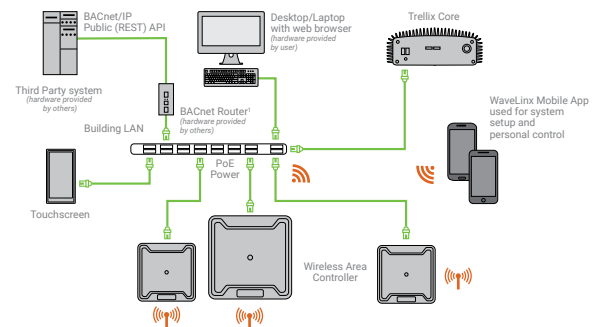 BACnet/IP
Public (REST) API
Third Party system
(hardware provided
by others)
Desktop/Laptop
with web browser
(hardware provided
by user)
Trellix Core
BACnet Router¹
(hardware provided
by others)
Building LAN
PoE
Power
WaveLinx Mobile App
used for system
setup and
personal control
Touchscreen
Wireless Area
Controller